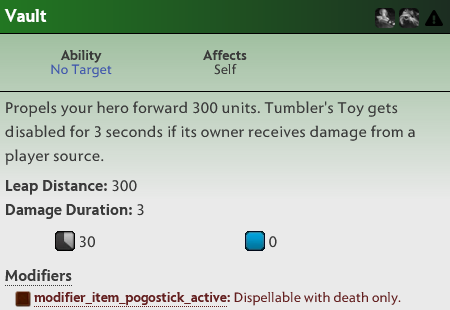 Vault
Ability Affects
No Target Self
Propels your hero forward 300 units. Tumbler's Toy gets
disabled for 3 seconds if its owner receives damage from a
player source.
Leap Distance: 300
Damage Duration: 3
30 0
Modifiers
modifier_item_pogostick_active: Dispellable with death only.